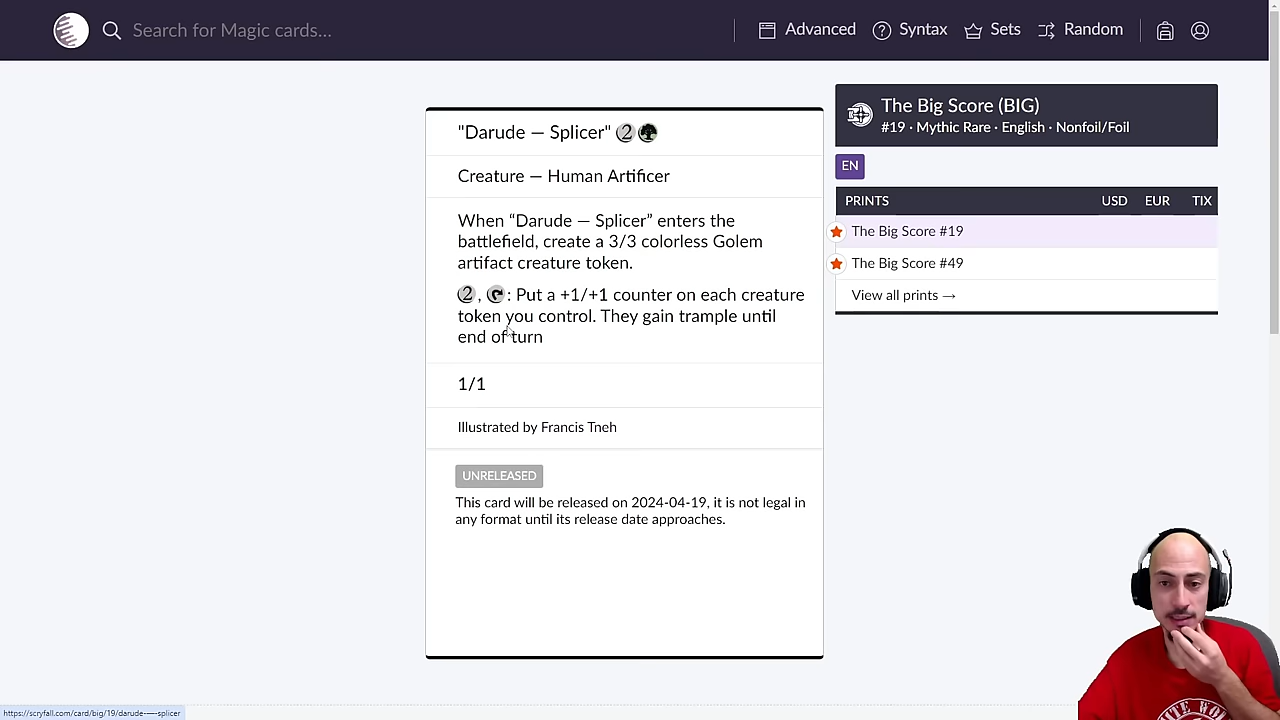 Search for Magic cards...
Advanced
Syntax
Sets
Random
"Darude — Splicer" 2
Creature — Human Artificer
When “Darude — Splicer” enters the
battlefield, create a 3/3 colorless Golem
artifact creature token.
2, : Put a +1/+1 counter on each creature
token you control. They gain trample until
end of turn
1/1
Illustrated by Francis Tneh
UNRELEASED
This card will be released on 2024-04-19, it is not legal in
any format until its release date approaches.
The Big Score (BIG)
#19 · Mythic Rare · English · Nonfoil/Foil
EN
PRINTS USD EUR TIX
The Big Score #19
The Big Score #49
View all prints →
https://scryfall.com/card/big/19/darude-—-splicer